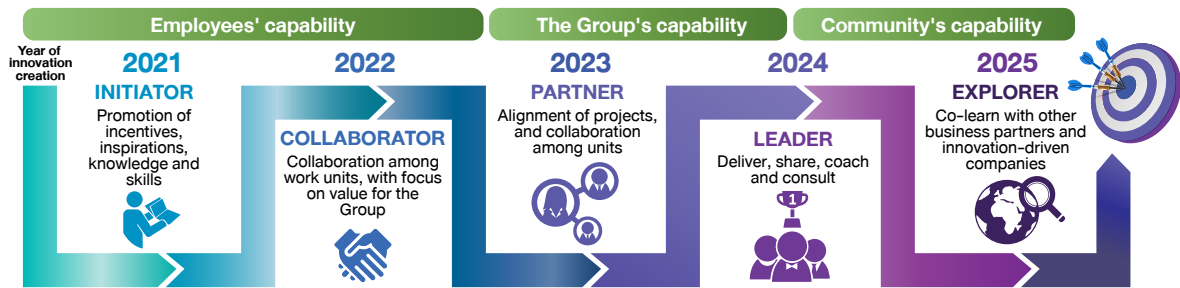 Employees' capability
The Group's capability
Community's capability
Year of
innovation
creation
2021
INITIATOR
Promotion of
incentives,
inspirations,
knowledge and
skills
2022
COLLABORATOR
Collaboration among
work units, with focus
on value for the
Group
2023
PARTNER
Alignment of projects,
and collaboration
among units
2024
LEADER
Deliver, share, coach
and consult
1
2025
EXPLORER
Co-learn with other
business partners and
innovation-driven
companies